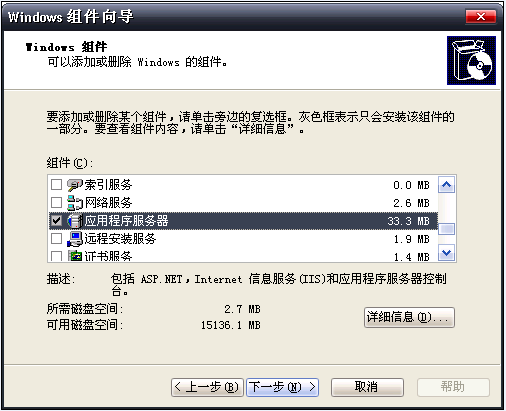 Windows 组件向导
Windows 组件
可以添加或删除 Windows 的组件。
要添加或删除某个组件，请单击旁边的复选框。灰色框表示只会安装该组件的
一部分。要查看组件内容，请单击“详细信息”。
组件(C):
索引服务 0.0 MB
网络服务 2.6 MB
应用程序服务器 33.3 MB
远程安装服务 1.9 MB
证书服务 1.4 MB
描述: 包括 ASP.NET，Internet 信息服务(IIS)和应用程序服务器控制
台。
所需磁盘空间: 2.7 MB
可用磁盘空间: 15136.1 MB
详细信息(D)...
< 上一步(B) 下一步(N) > 取消 帮助